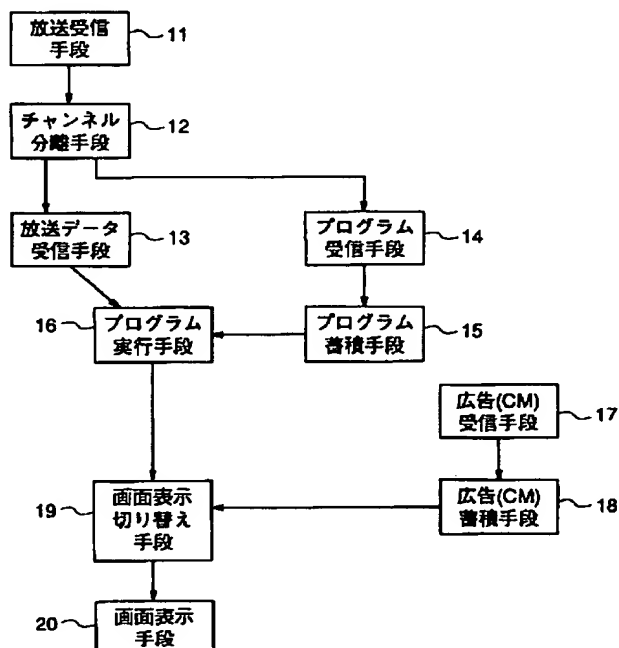 放送受信
手段
11
チャンネル
分離手段
12
放送データ
受信手段
13
プログラム
受信手段
14
16
プログラム
実行手段
プログラム
蓄積手段
15
広告(CM)
受信手段
17
19
画面表示
切り替え
手段
広告(CM)
蓄積手段
18
20
画面表示
手段